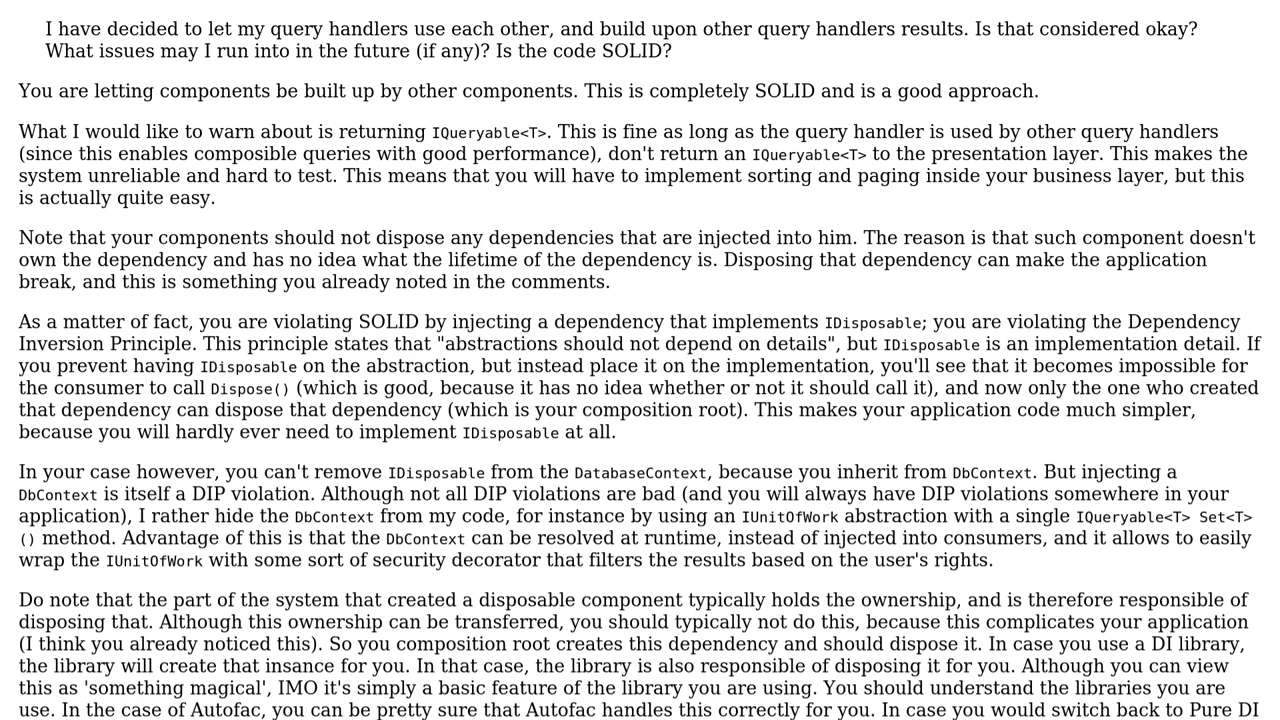 I have decided to let my query handlers use each other, and build upon other query handlers results. Is that considered okay?
What issues may I run into in the future (if any)? Is the code SOLID?
You are letting components be built up by other components. This is completely SOLID and is a good approach.
What I would like to warn about is returning IQueryable<T>. This is fine as long as the query handler is used by other query handlers
(since this enables composible queries with good performance), don't return an IQueryable<T> to the presentation layer. This makes the
system unreliable and hard to test. This means that you will have to implement sorting and paging inside your business layer, but this
is actually quite easy.
Note that your components should not dispose any dependencies that are injected into him. The reason is that such component doesn't
own the dependency and has no idea what the lifetime of the dependency is. Disposing that dependency can make the application
break, and this is something you already noted in the comments.
As a matter of fact, you are violating SOLID by injecting a dependency that implements IDisposable; you are violating the Dependency
Inversion Principle. This principle states that "abstractions should not depend on details", but IDisposable is an implementation detail. If
you prevent having IDisposable on the abstraction, but instead place it on the implementation, you'll see that it becomes impossible for
the consumer to call Dispose() (which is good, because it has no idea whether or not it should call it), and now only the one who created
that dependency can dispose that dependency (which is your composition root). This makes your application code much simpler,
because you will hardly ever need to implement IDisposable at all.
In your case however, you can't remove IDisposable from the DatabaseContext, because you inherit from DbContext. But injecting a
DbContext is itself a DIP violation. Although not all DIP violations are bad (and you will always have DIP violations somewhere in your
application), I rather hide the DbContext from my code, for instance by using an IUnitOfWork abstraction with a single IQueryable<T> Set<T>
() method. Advantage of this is that the DbContext can be resolved at runtime, instead of injected into consumers, and it allows to easily
wrap the IUnitOfWork with some sort of security decorator that filters the results based on the user's rights.
Do note that the part of the system that created a disposable component typically holds the ownership, and is therefore responsible of
disposing that. Although this ownership can be transferred, you should typically not do this, because this complicates your application
(I think you already noticed this). So you composition root creates this dependency and should dispose it. In case you use a DI library,
the library will create that insance for you. In that case, the library is also responsible of disposing it for you. Although you can view
this as 'something magical', IMO it's simply a basic feature of the library you are using. You should understand the libraries you are
use. In the case of Autofac, you can be pretty sure that Autofac handles this correctly for you. In case you would switch back to Pure DI